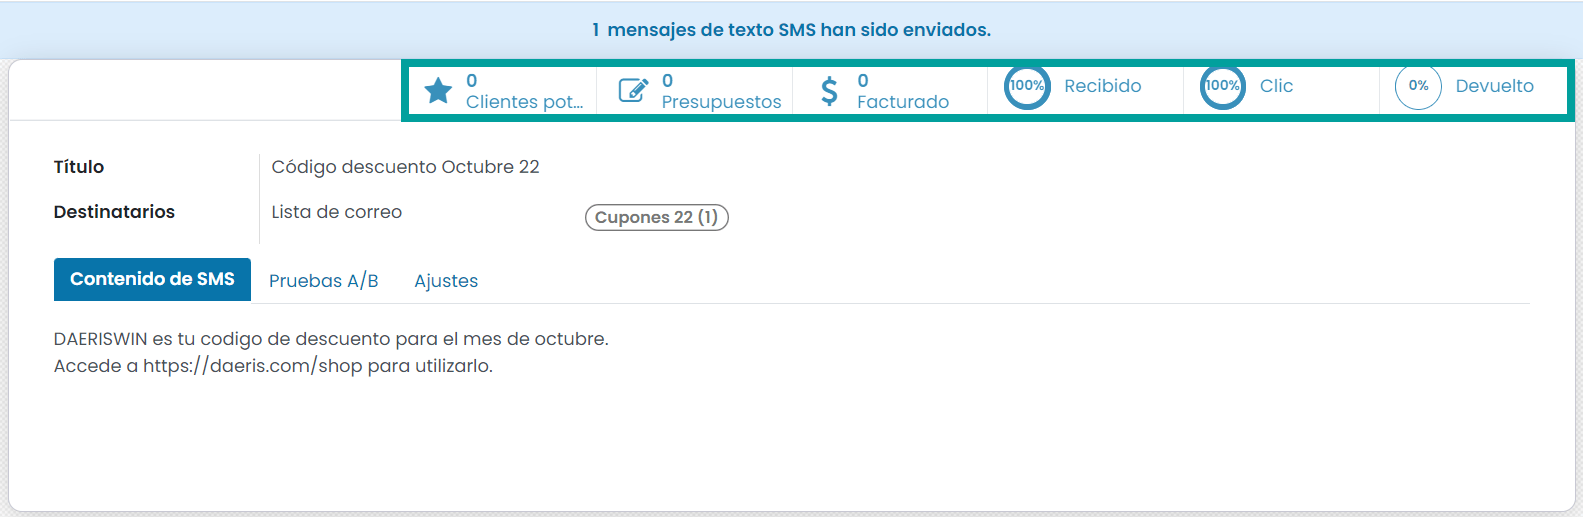 1 mensajes de texto SMS han sido enviados.
0
Clientes pot...
0
Presupuestos
0
Facturado
100% Recibido
100% Clic
0% Devuelto
Título Código descuento Octubre 22
Destinatarios Lista de correo Cupones 22 (1)
Contenido de SMS Pruebas A/B Ajustes
DAERISWIN es tu codigo de descuento para el mes de octubre.
Accede a https://daeris.com/shop para utilizarlo.